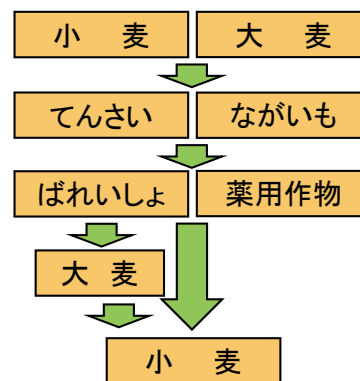 小　麦
大　麦
てんさい
ながいも
ばれいしょ
薬用作物
大　麦
小　麦